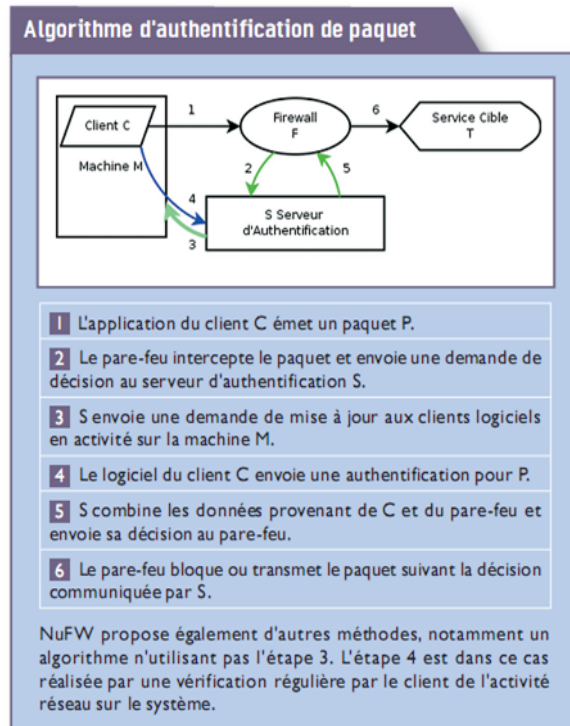 Algorithme d'authentification de paquet
Client C
Machine M
1
Firewall
F
6
Service Cible
T
2
5
4
3
S Serveur
d'Authentification
1 L'application du client C émet un paquet P.
2 Le pare-feu intercepte le paquet et envoie une demande de
décision au serveur d'authentification S.
3 S envoie une demande de mise à jour aux clients logiciels
en activité sur la machine M.
4 Le logiciel du client C envoie une authentification pour P.
5 S combine les données provenant de C et du pare-feu et
envoie sa décision au pare-feu.
6 Le pare-feu bloque ou transmet le paquet suivant la décision
communiquée par S.
NuFW propose également d'autres méthodes, notamment un
algorithme n'utilisant pas l'étape 3. L'étape 4 est dans ce cas
réalisée par une vérification régulière par le client de l'activité
réseau sur le système.